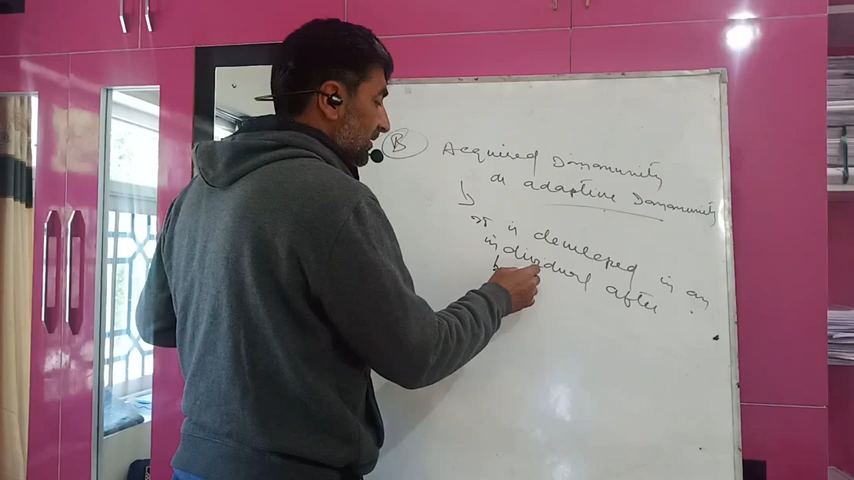 B Acquired Immunity
or adaptive Immunity
It is developed in an
individual after
b